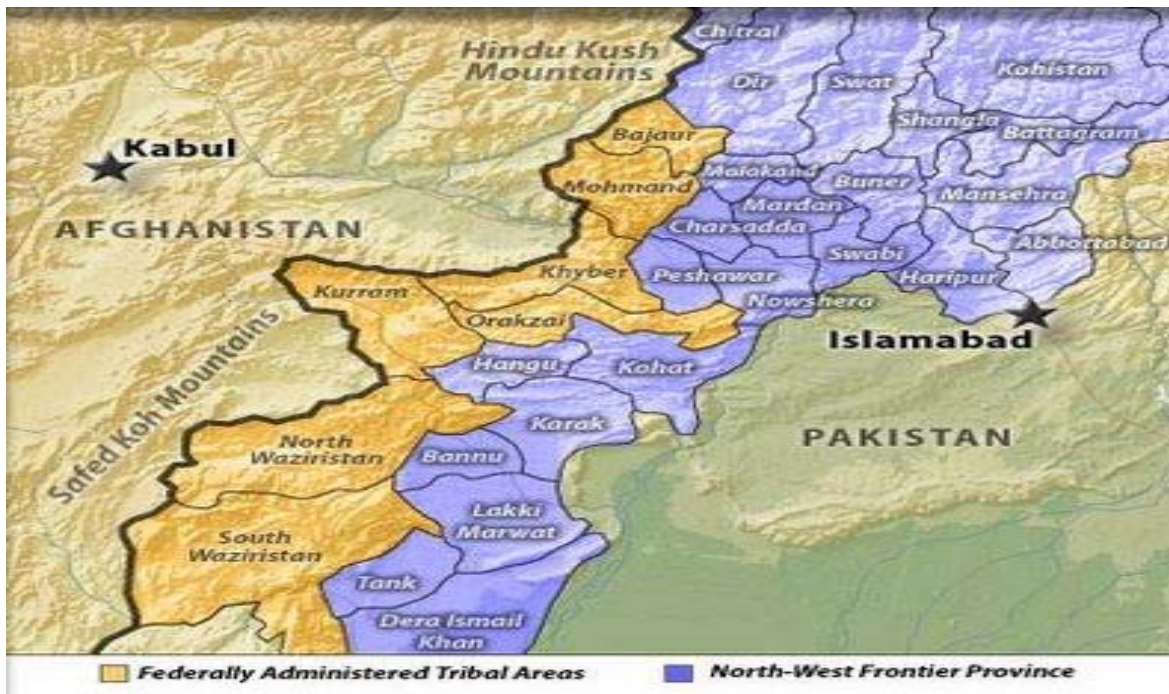 Chitral
Hindu Kush
Mountains
Dir
Swat
Kohistan
Shangla
Battagram
Bajaur
Kabul
Malakand
Buner
Mohmand
Mansehra
Mardan
Charsadda
AFGHANISTAN
Abbottabad
Swabi
Khyber
Peshawar
Haripur
Kurram
Nowshera
Orakzai
Islamabad
Hangu
Kohat
Safed Koh Mountains
Karak
PAKISTAN
North
Waziristan
Bannu
Lakki
Marwat
South
Waziristan
Tank
Dera Ismail
Khan
Federally Administered Tribal Areas
North-West Frontier Province